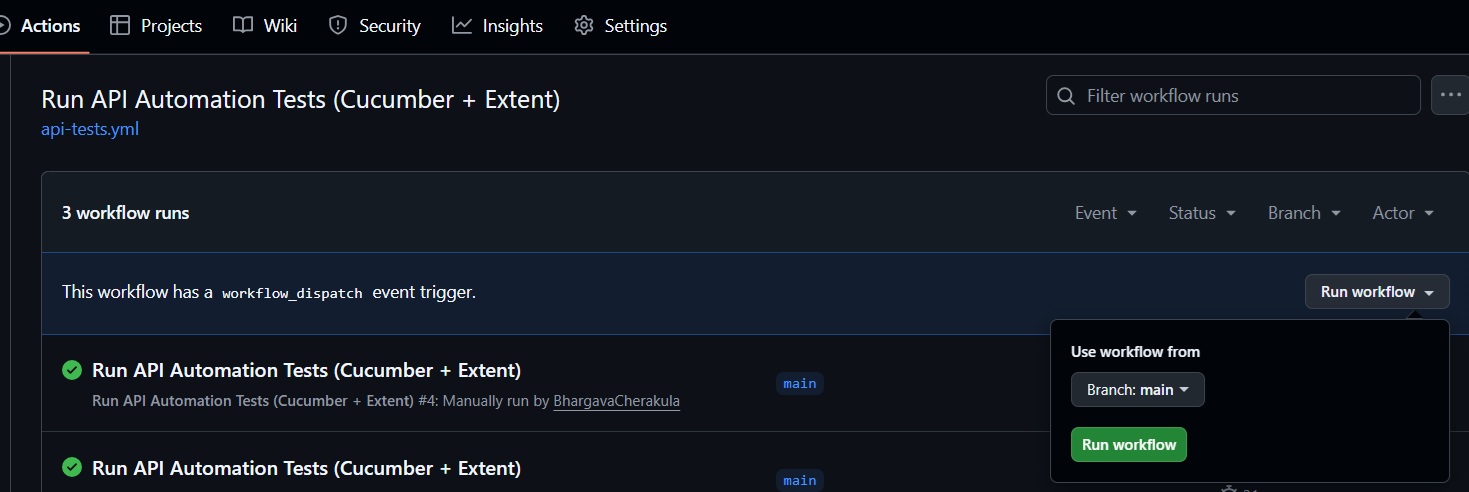 Actions Projects Wiki Security Insights Settings
Run API Automation Tests (Cucumber + Extent)
Filter workflow runs
api-tests.yml
3 workflow runs
Event Status Branch Actor
This workflow has a workflow_dispatch event trigger.
Run workflow
Use workflow from
Branch: main
Run workflow
Run API Automation Tests (Cucumber + Extent)
main
Run API Automation Tests (Cucumber + Extent) #4: Manually run by BhargavaCherakula
Run API Automation Tests (Cucumber + Extent)
main